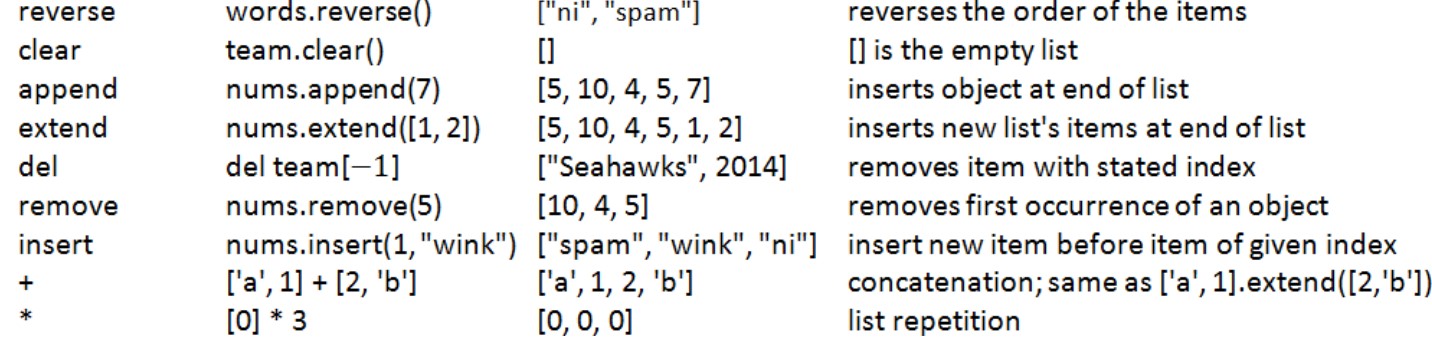 reverse words.reverse() ["ni", "spam"] reverses the order of the items
clear team.clear() [] [] is the empty list
append nums.append(7) [5, 10, 4, 5, 7] inserts object at end of list
extend nums.extend([1, 2]) [5, 10, 4, 5, 1, 2] inserts new list's items at end of list
del del team[−1] ["Seahawks", 2014] removes item with stated index
remove nums.remove(5) [10, 4, 5] removes first occurrence of an object
insert nums.insert(1, "wink") ["spam", "wink", "ni"] insert new item before item of given index
+ ['a', 1] + [2, 'b'] ['a', 1, 2, 'b'] concatenation; same as ['a', 1].extend([2,'b'])
* [0] * 3 [0, 0, 0] list repetition